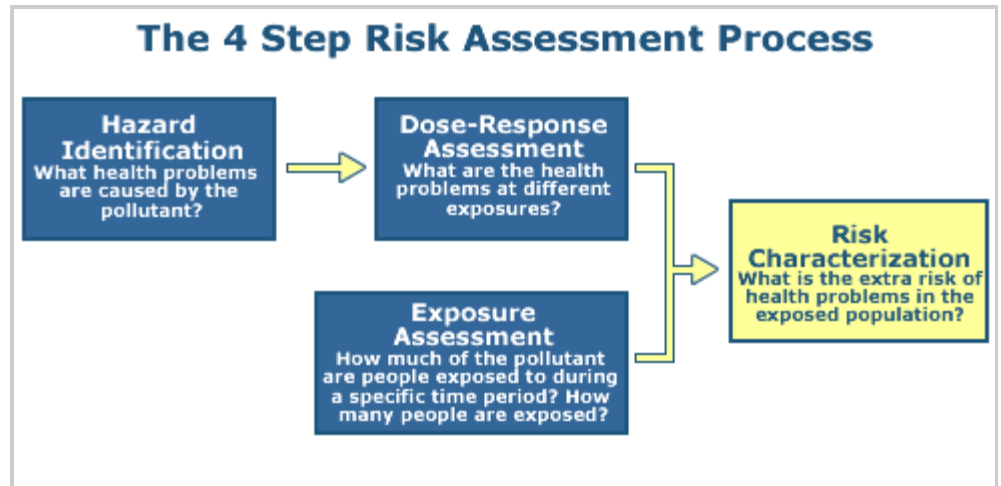 The 4 Step Risk Assessment Process
Hazard
Identification
What health problems
are caused by the
pollutant?
Dose-Response
Assessment
What are the health
problems at different
exposures?
Exposure
Assessment
How much of the pollutant
are people exposed to during
a specific time period? How
many people are exposed?
Risk
Characterization
What is the extra risk of
health problems in the
exposed population?